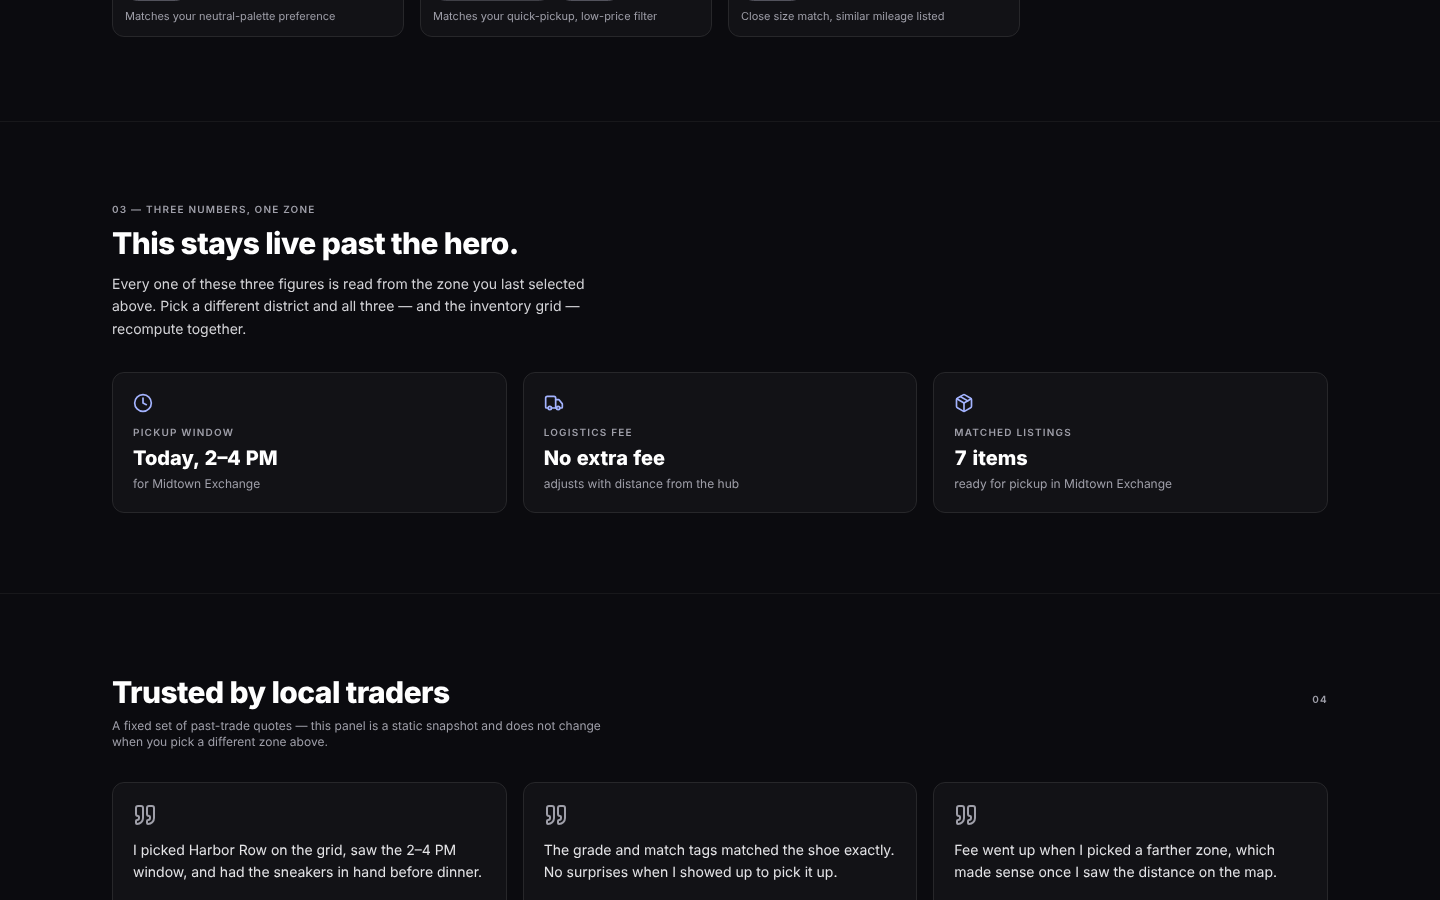 Matches your neutral-palette preference
Matches your quick-pickup, low-price filter
Close size match, similar mileage listed
03 — THREE NUMBERS, ONE ZONE
This stays live past the hero.
Every one of these three figures is read from the zone you last selected
above. Pick a different district and all three — and the inventory grid —
recompute together.
PICKUP WINDOW
Today, 2–4 PM
for Midtown Exchange
LOGISTICS FEE
No extra fee
adjusts with distance from the hub
MATCHED LISTINGS
7 items
ready for pickup in Midtown Exchange
Trusted by local traders
04
A fixed set of past-trade quotes — this panel is a static snapshot and does not change
when you pick a different zone above.
I picked Harbor Row on the grid, saw the 2–4 PM
window, and had the sneakers in hand before dinner.
The grade and match tags matched the shoe exactly.
No surprises when I showed up to pick it up.
Fee went up when I picked a farther zone, which
made sense once I saw the distance on the map.